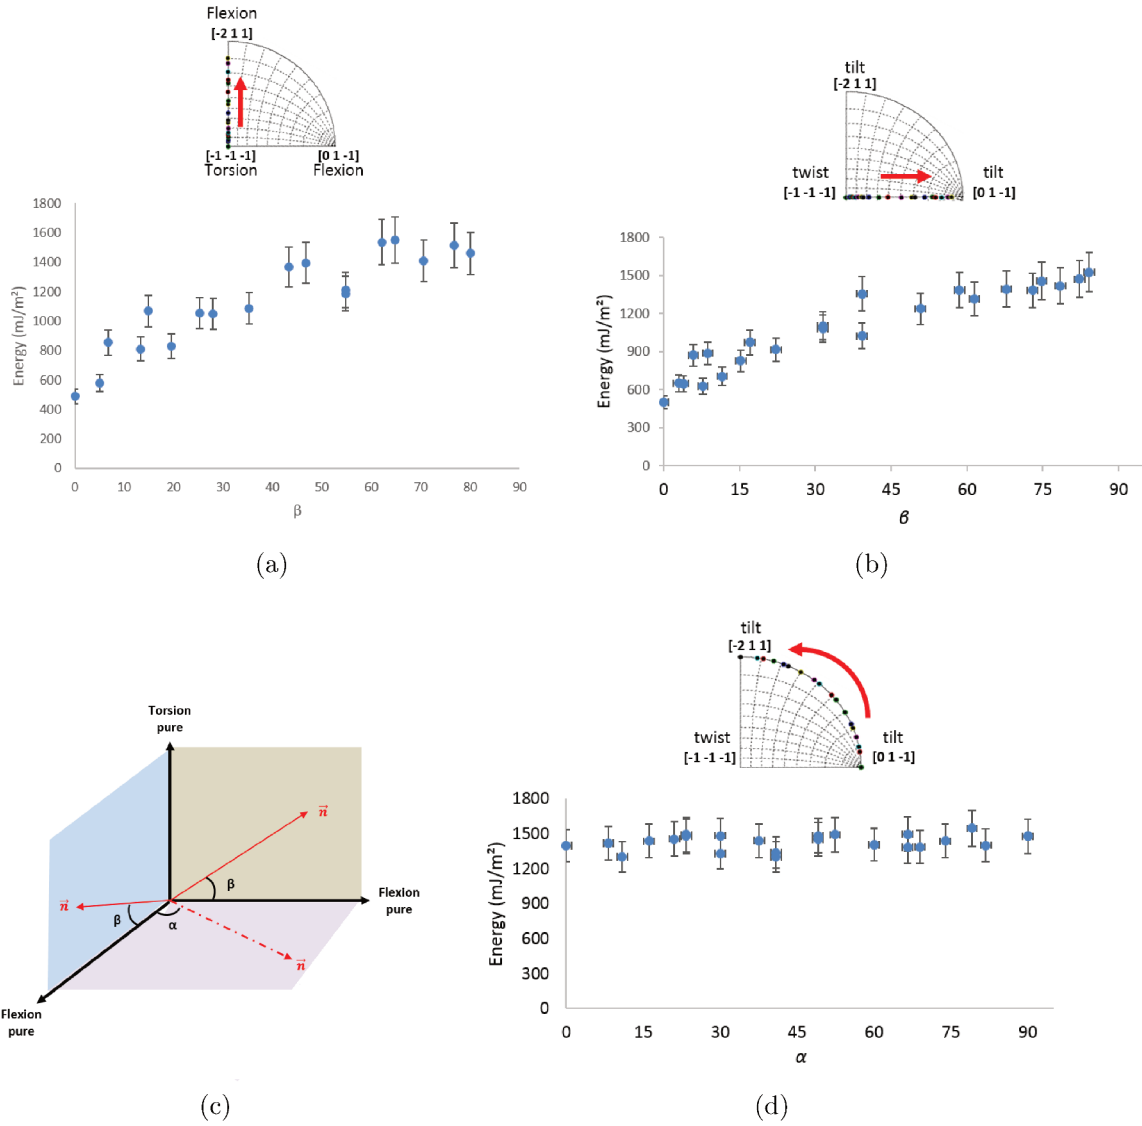 Flexion
[-2 1 1]
[-1 -1 -1]
[0 1 -1]
Torsion
Flexion
1800
1600
1400
1200
1000
800
600
400
200
0
Energy (mJ/m²)
0 10 20 30 40 50 60 70 80 90
β
(a)
tilt
[-2 1 1]
twist
tilt
[-1 -1 -1]
[0 1 -1]
1800
1500
1200
900
600
300
0
Energy (mJ/m²)
0 15 30 45 60 75 90
β
(b)
Torsion
pure
n
β
Flexion
pure
n
β
α
n
Flexion
pure
(c)
tilt
[-2 1 1]
twist
tilt
[-1 -1 -1]
[0 1 -1]
1800
1500
1200
900
600
300
0
Energy (mJ/m²)
0 15 30 45 60 75 90
α
(d)